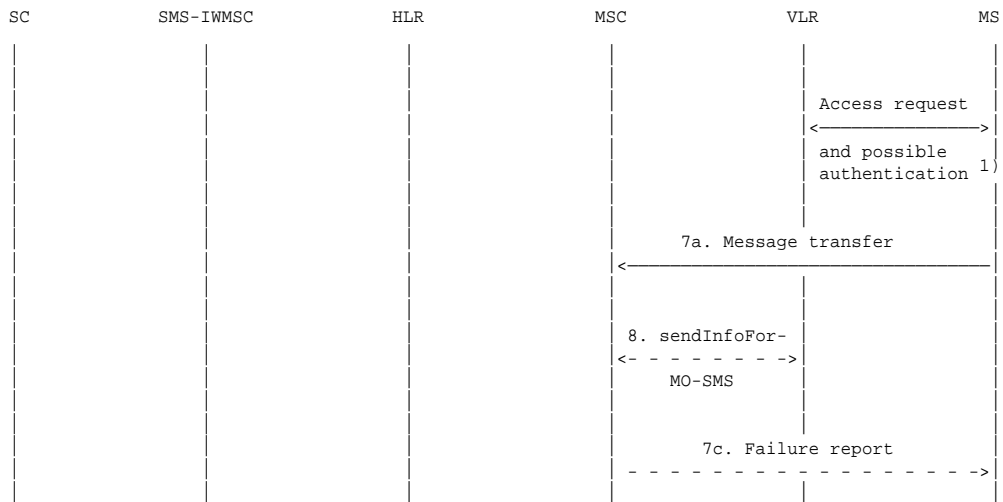 SC SMS-IWMSC HLR MSC VLR MS
Access request
and possible
authentication 1)
7a. Message transfer
8. sendInfoFor-
MO-SMS
7c. Failure report